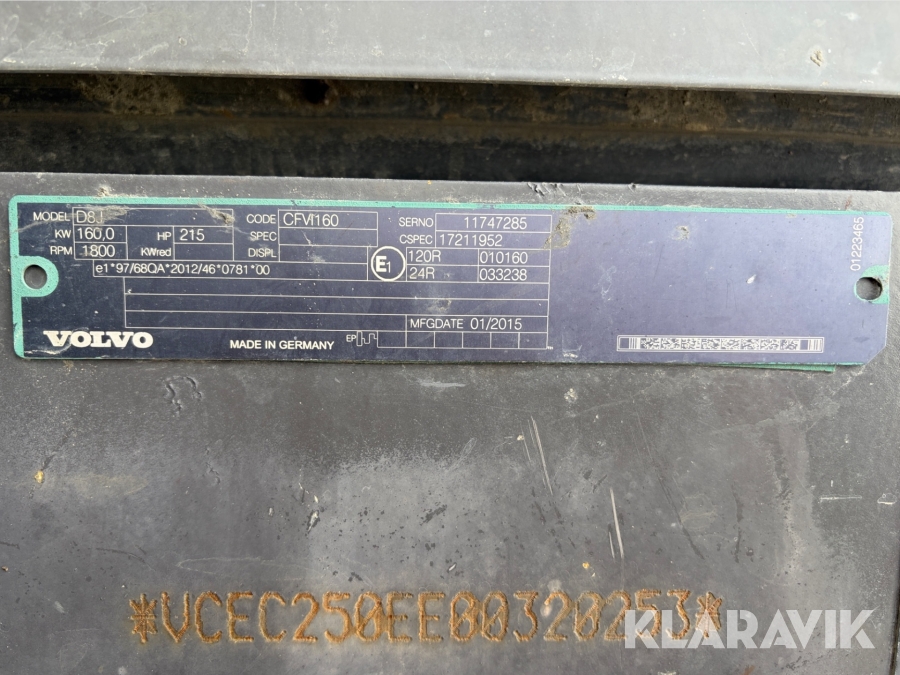 KLARAVIK
MODEL D8J CODE CFVI160 SERNO 11747285
KW 160,0 HP 215 SPEC CSPEC 17211952
RPM 1800 KWred DISPL E1 120R 010160
e1*97/68QA*2012/46*0781*00 24R 033238
MFGDATE 01/2015
VOLVO MADE IN GERMANY EP
01223465
*VCEC250EE00320253*
KLARAVIK